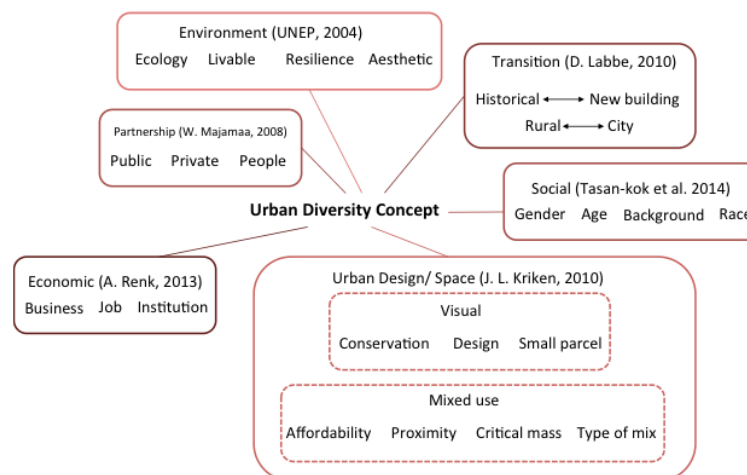 Environment (UNEP, 2004)
Ecology Livable Resilience Aesthetic
Transition (D. Labbe, 2010)
Historical New building
Rural City
Partnership (W. Majamaa, 2008)
Public Private People
Social (Tasan-kok et al. 2014)
Gender Age Background Race
Urban Diversity Concept
Economic (A. Renk, 2013)
Business Job Institution
Urban Design/ Space (J. L. Kriken, 2010)
Visual
Conservation Design Small parcel
Mixed use
Affordability Proximity Critical mass Type of mix